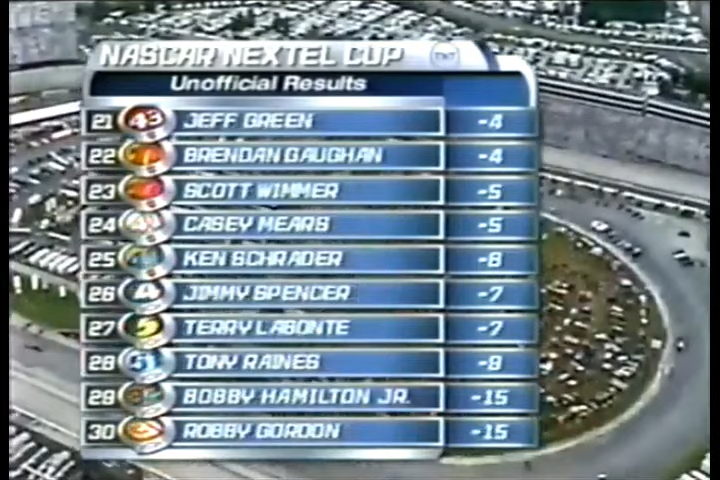 NASCAR NEXTEL CUP TNT
Unofficial Results
21 43 JEFF GREEN -4
22 BRENDAN GAUGHAN -4
23 SCOTT WIMMER -5
24 CASEY MEARS -5
25 KEN SCHRADER -6
26 4 JIMMY SPENCER -7
27 5 TERRY LABONTE -7
28 TONY RAINES -8
29 BOBBY HAMILTON JR. -15
30 ROBBY GORDON -15